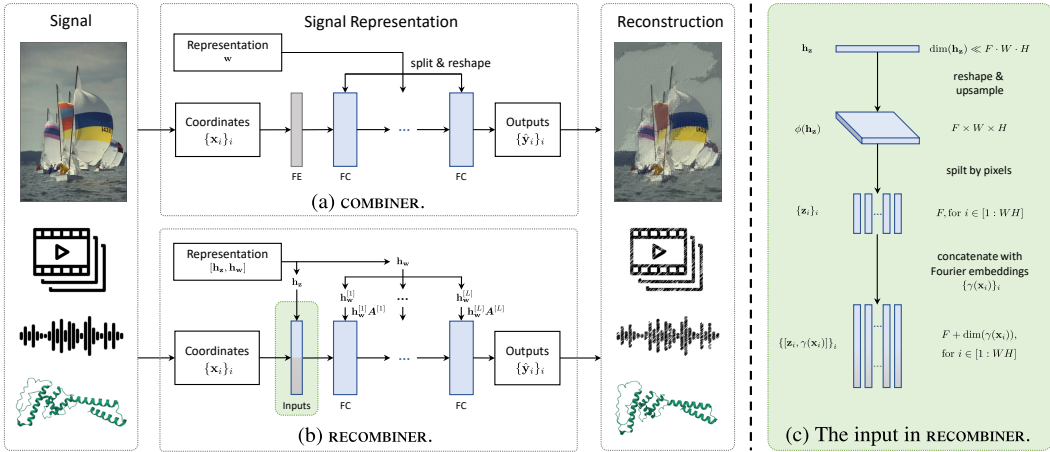 Signal
Signal Representation
Reconstruction
Representation
w
split & reshape
Coordinates
{x_i}_i
FE
FC
...
FC
Outputs
{ŷ_i}_i
(a) COMBINER.
Representation
[h_z, h_w]
h_w
h_z
h_w^[1]
...
h_w^[L]
h_w^[1] A^[1]
h_w^[L] A^[L]
Coordinates
{x_i}_i
Inputs
FC
...
FC
Outputs
{ŷ_i}_i
(b) RECOMBINER.
h_z
dim(h_z) ≪ F · W · H
reshape &
upsample
ϕ(h_z)
F × W × H
spilt by pixels
{z_i}_i
...
F, for i ∈ [1 : WH]
concatenate with
Fourier embeddings
{γ(x_i)}_i
{[z_i, γ(x_i)]}_i
...
...
F + dim(γ(x_i)),
for i ∈ [1 : WH]
(c) The input in RECOMBINER.